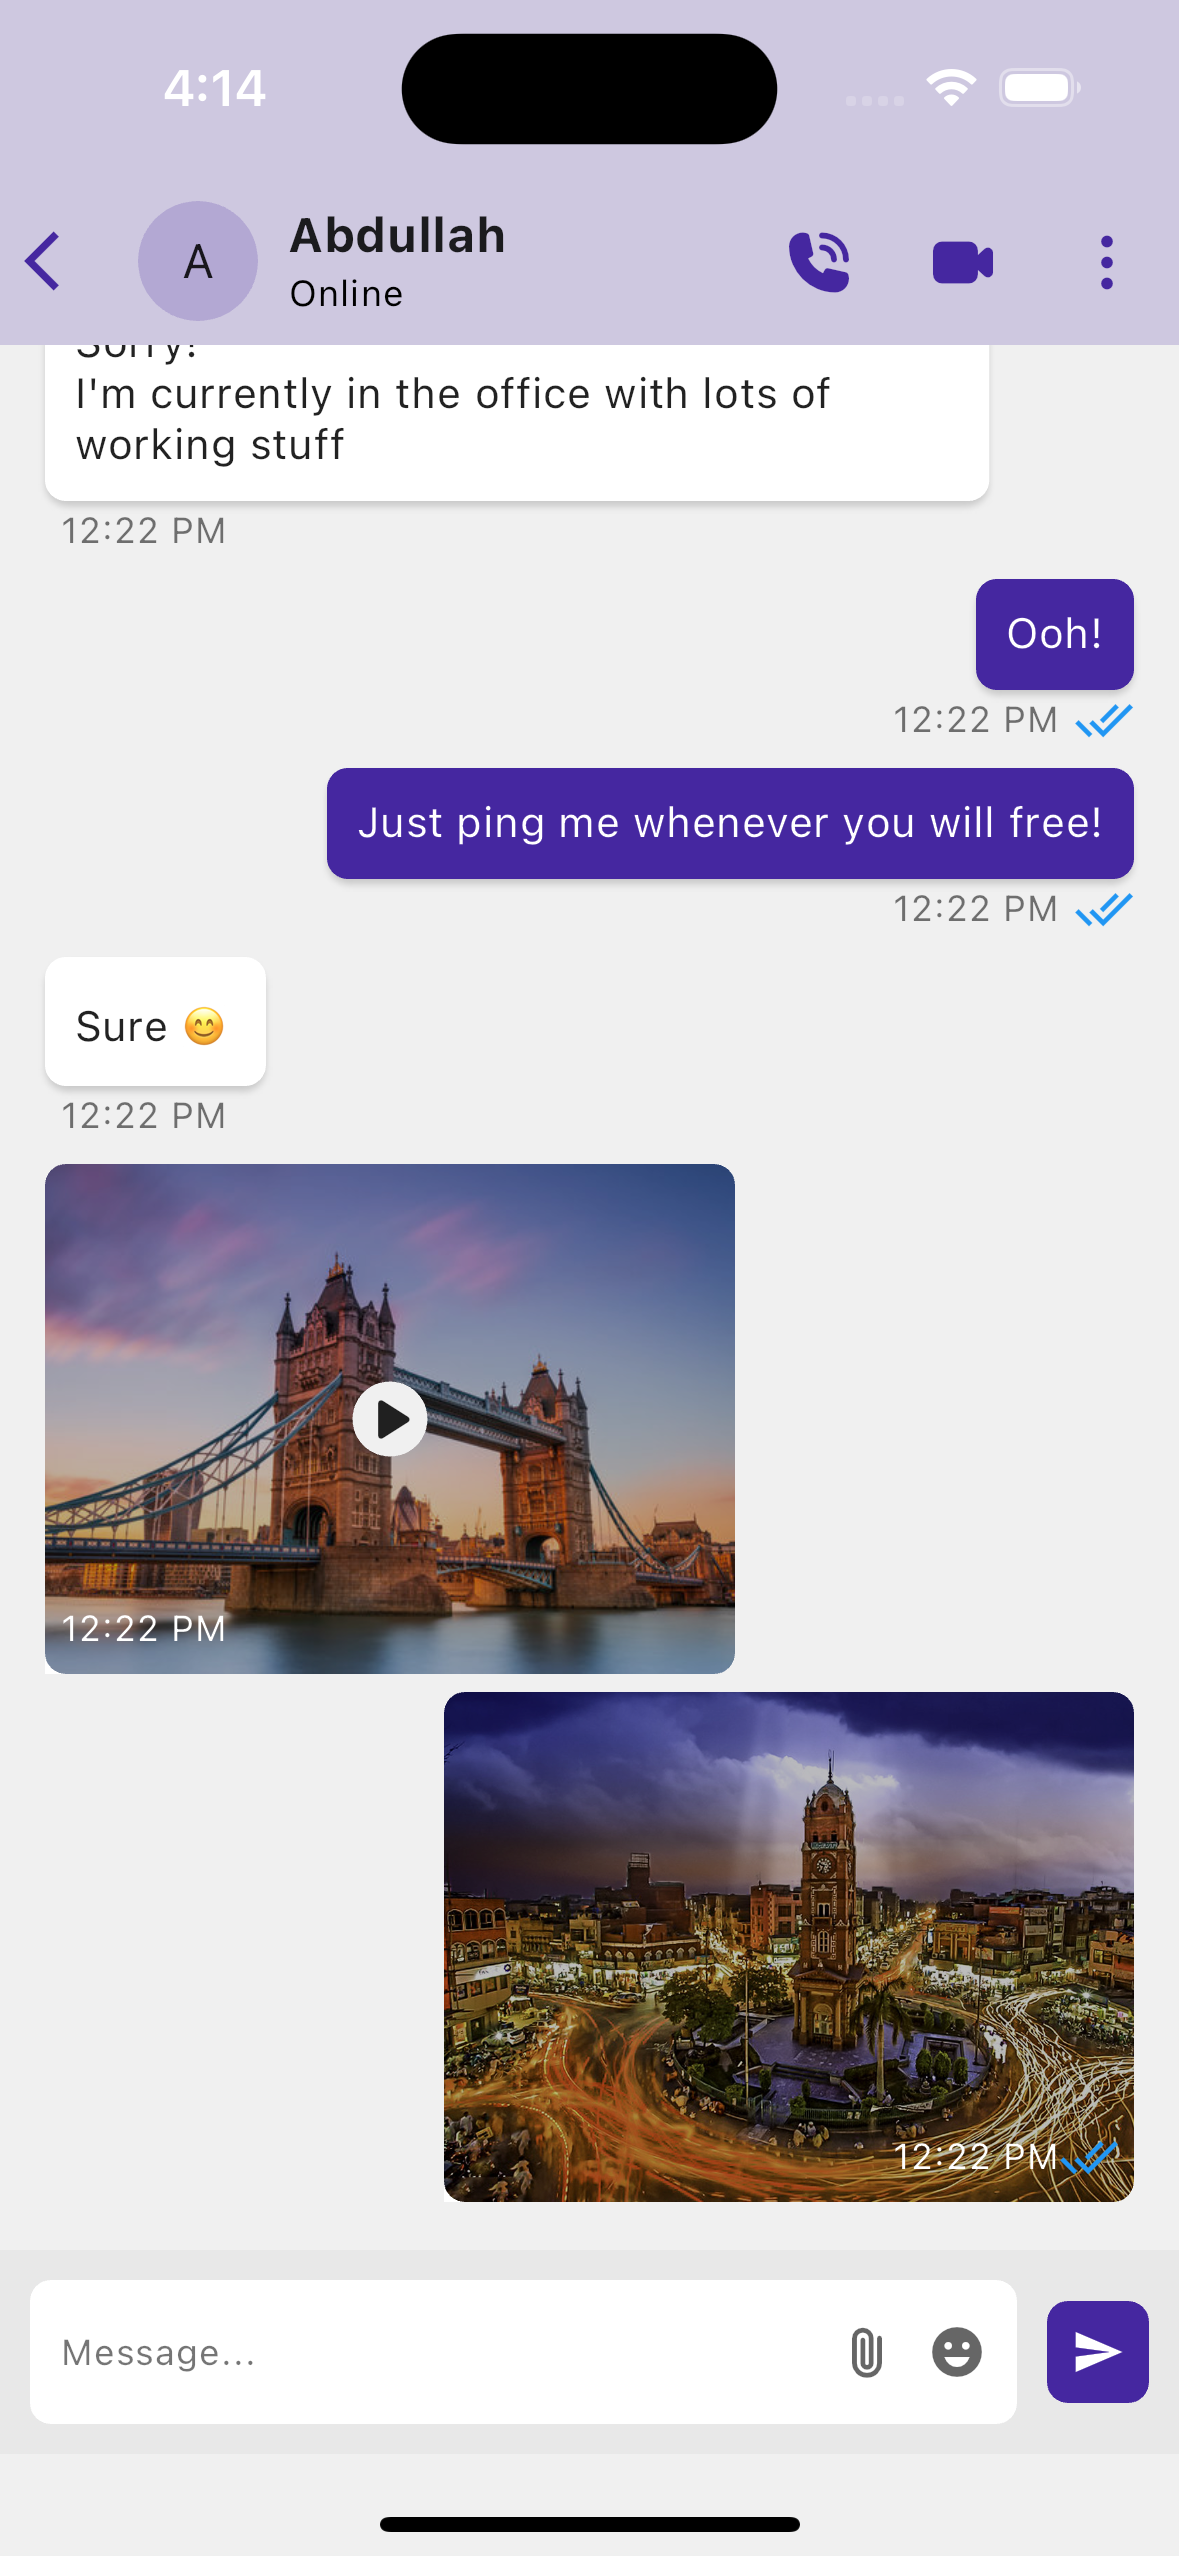 4:14
A
Abdullah
Online
Sorry!
I'm currently in the office with lots of
working stuff
12:22 PM
Ooh!
12:22 PM
Just ping me whenever you will free!
12:22 PM
Sure 😊
12:22 PM
12:22 PM
12:22 PM
Message...